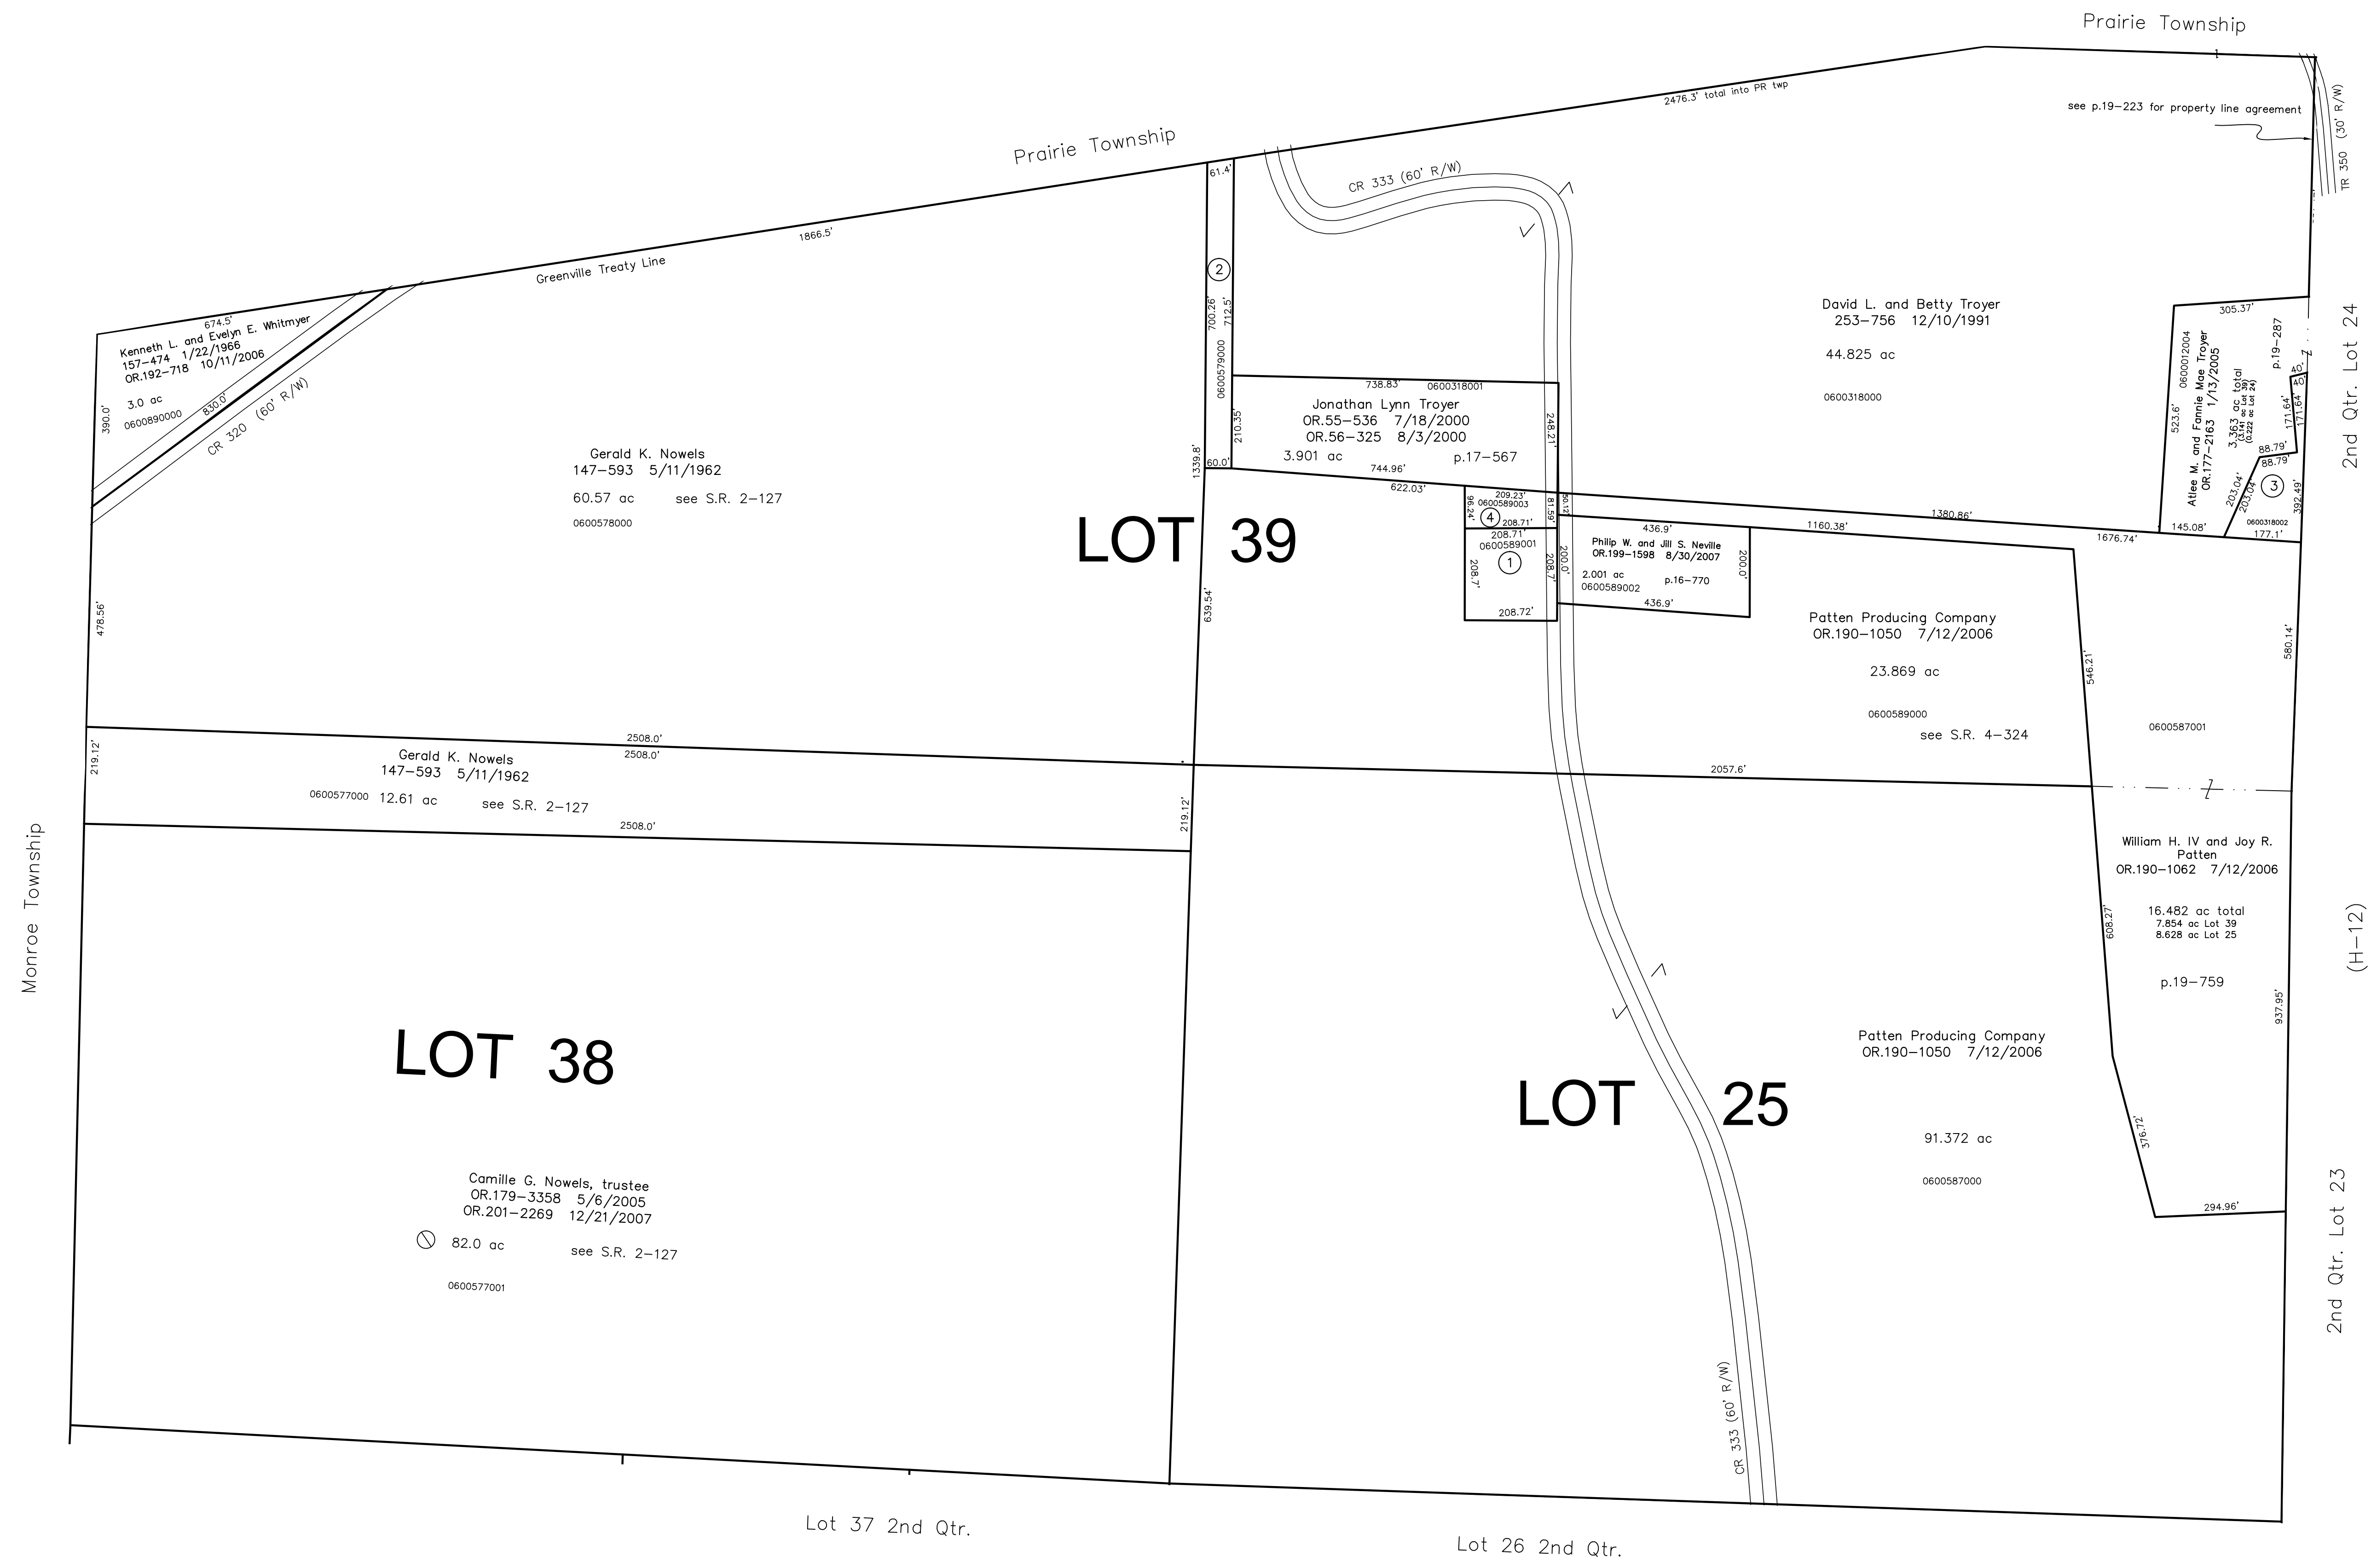 Prairie Township
1
2476.3' total into PR twp
see p.19-223 for property line agreement
TR 350 (30' R/W)
Prairie Township
61.4'
CR 333 (60' R/W)
1866.5'
Greenville Treaty Line
2
700.26'
712.5'
0600579000
674.5'
Kenneth L. and Evelyn E. Whitmyer
157-474 1/22/1966
OR.192-718 10/11/2006
3.0 ac
0600890000
390.0'
830.0'
CR 320 (60' R/W)
David L. and Betty Troyer
253-756 12/10/1991
44.825 ac
0600318000
305.37'
0600012004
523.6'
Atlee M. and Fannie Mae Troyer
OR.177-2163 1/13/2005
3.363 ac total
(3.141 ac Lot 39)
(0.222 ac Lot 24)
p.19-287
40'
40'
171.64'
171.64'
88.79'
88.79'
203.04'
203.04'
3
392.49'
0600318002
145.08'
177.1'
2nd Qtr. Lot 24
738.83'
0600318001
Jonathan Lynn Troyer
OR.55-536 7/18/2000
OR.56-325 8/3/2000
3.901 ac p.17-567
210.35'
248.21'
60.0'
744.96'
622.03'
1339.8'
Gerald K. Nowels
147-593 5/11/1962
60.57 ac see S.R. 2-127
0600578000
LOT 39
209.23'
0600589003
96.24'
81.59'
50.12'
4
208.71'
208.71'
0600589001
1
208.7'
208.7'
208.72'
200.0'
436.9'
Philip W. and Jill S. Neville
OR.199-1598 8/30/2007
2.001 ac p.16-770
0600589002
200.0'
436.9'
1380.86'
1160.38'
1676.74'
478.56'
639.54'
Patten Producing Company
OR.190-1050 7/12/2006
23.869 ac
0600589000
see S.R. 4-324
546.21'
580.14'
0600587001
2508.0'
2508.0'
219.12'
Gerald K. Nowels
147-593 5/11/1962
0600577000 12.61 ac see S.R. 2-127
219.12'
2508.0'
2057.6'
William H. IV and Joy R.
Patten
OR.190-1062 7/12/2006
16.482 ac total
7.854 ac Lot 39
8.628 ac Lot 25
p.19-759
608.27'
937.95'
376.72'
294.96'
Monroe Township
(H-12)
LOT 38
LOT 25
Patten Producing Company
OR.190-1050 7/12/2006
91.372 ac
0600587000
Camille G. Nowels, trustee
OR.179-3358 5/6/2005
OR.201-2269 12/21/2007
82.0 ac see S.R. 2-127
0600577001
2nd Qtr. Lot 23
CR 333 (60' R/W)
Lot 37 2nd Qtr.
Lot 26 2nd Qtr.